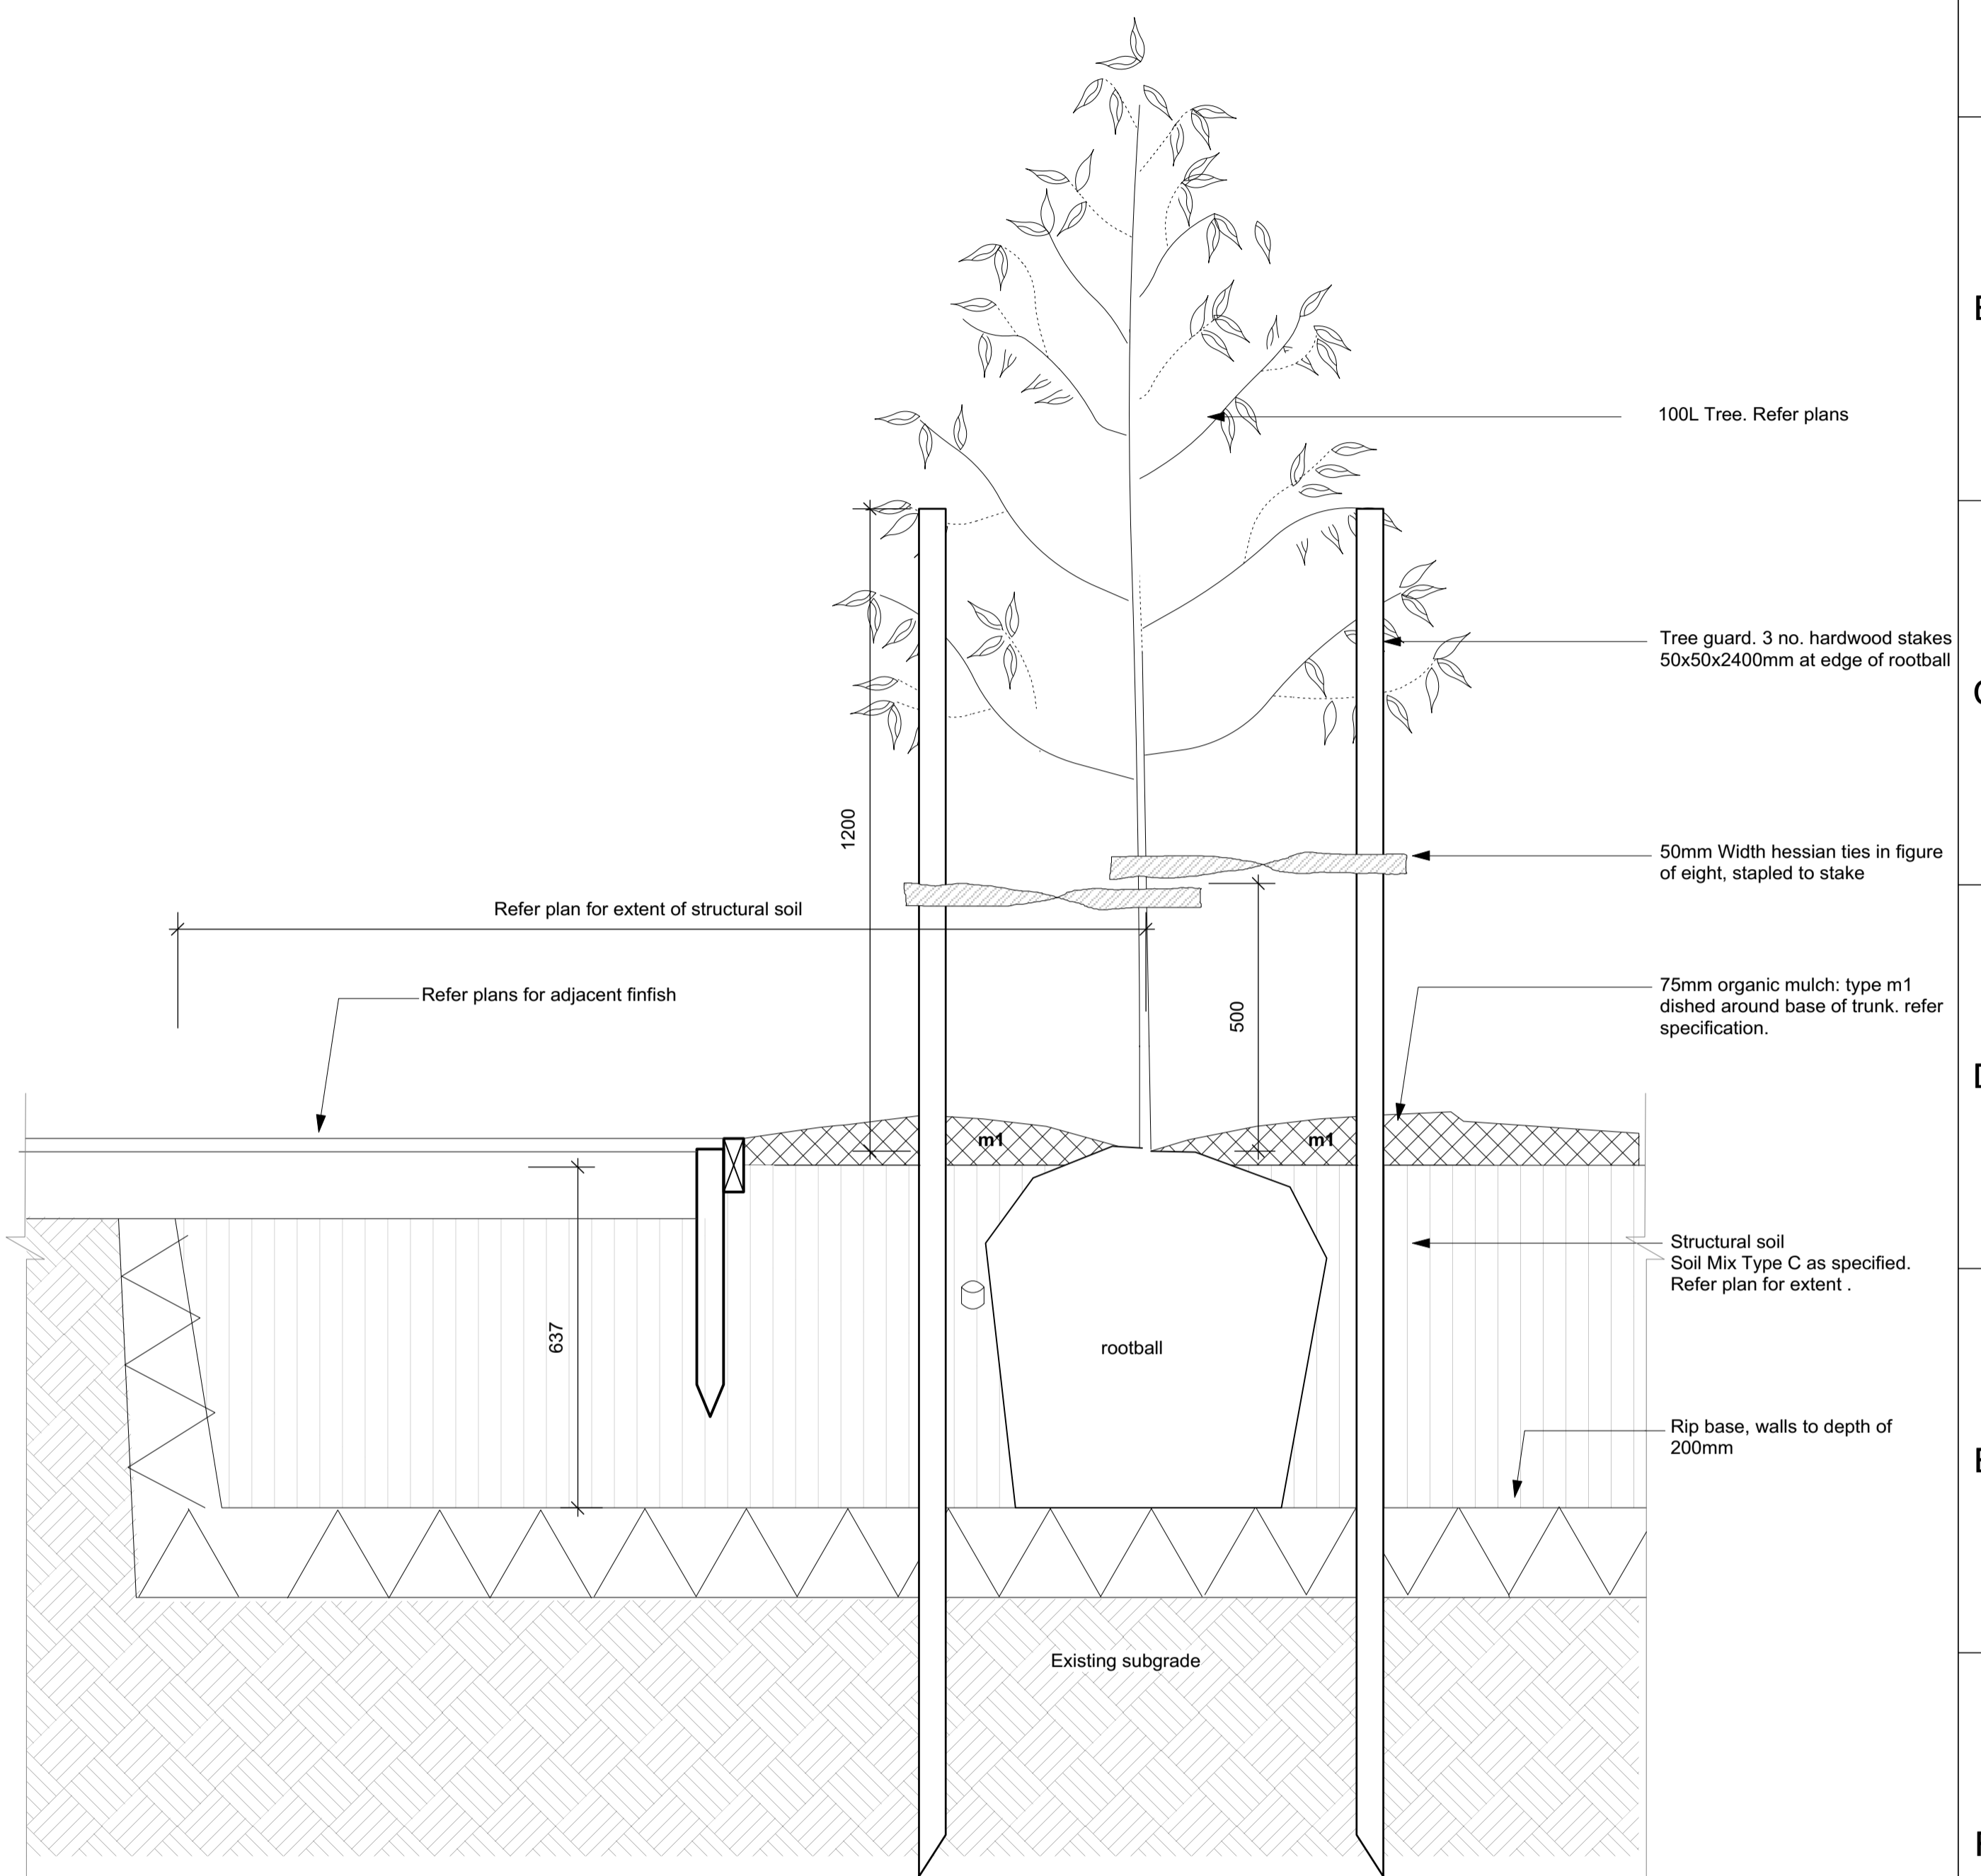 100L Tree. Refer plans
Tree guard. 3 no. hardwood stakes
50x50x2400mm at edge of rootball
1200
50mm Width hessian ties in figure
of eight, stapled to stake
Refer plan for extent of structural soil
Refer plans for adjacent finfish
500
75mm organic mulch: type m1
dished around base of trunk. refer
specification.
m1
m1
Structural soil
Soil Mix Type C as specified.
Refer plan for extent .
637
rootball
Rip base, walls to depth of
200mm
Existing subgrade